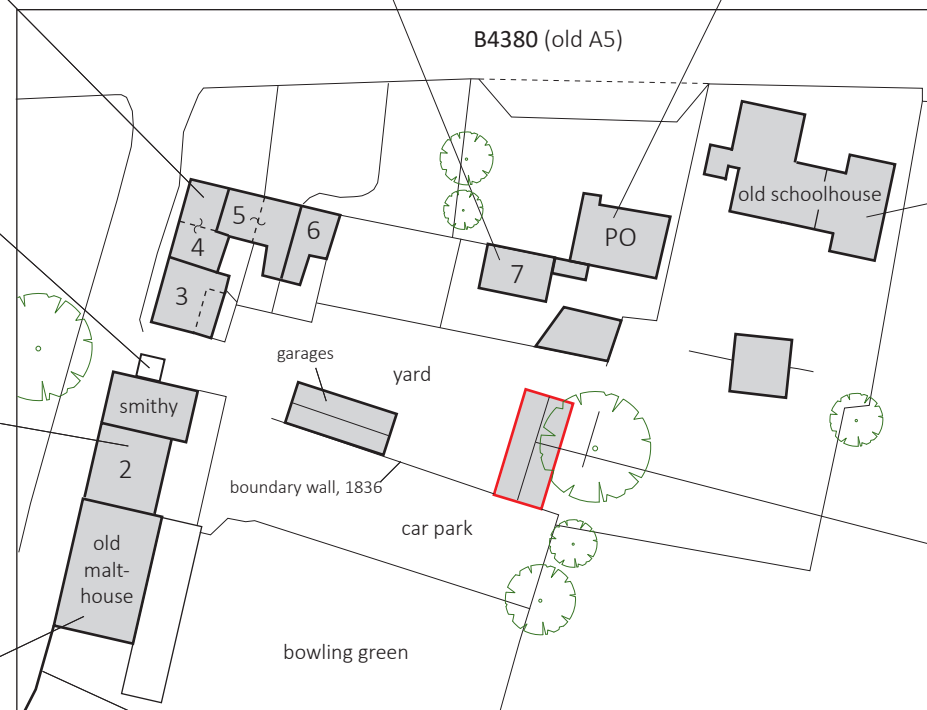 B4380 (old A5)
old schoolhouse
5
6
PO
4
7
3
garages
yard
smithy
2
boundary wall, 1836
car park
old
malt-
house
bowling green